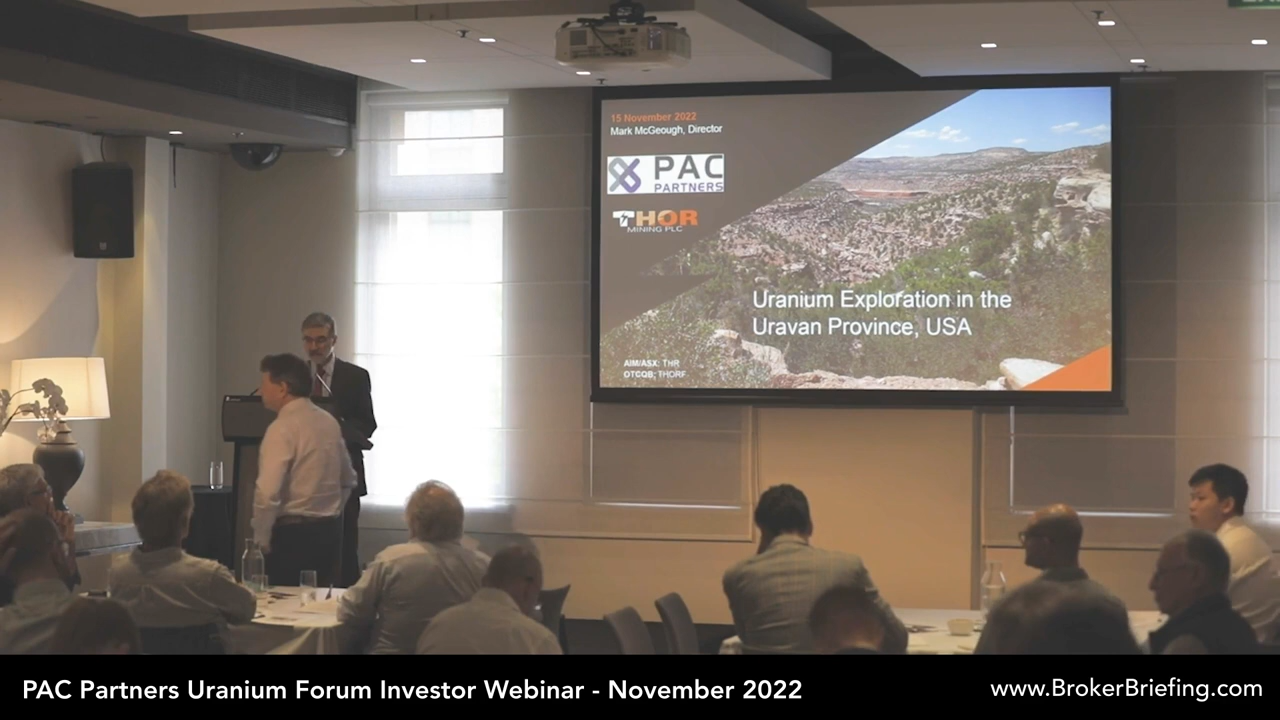 15 November 2022
Mark McGeough, Director
PAC
PARTNERS
THOR
MINING PLC
Uranium Exploration in the
Uravan Province, USA
AIM/ASX: THR
OTCQB: THORF
PAC Partners Uranium Forum Investor Webinar - November 2022
www.BrokerBriefing.com